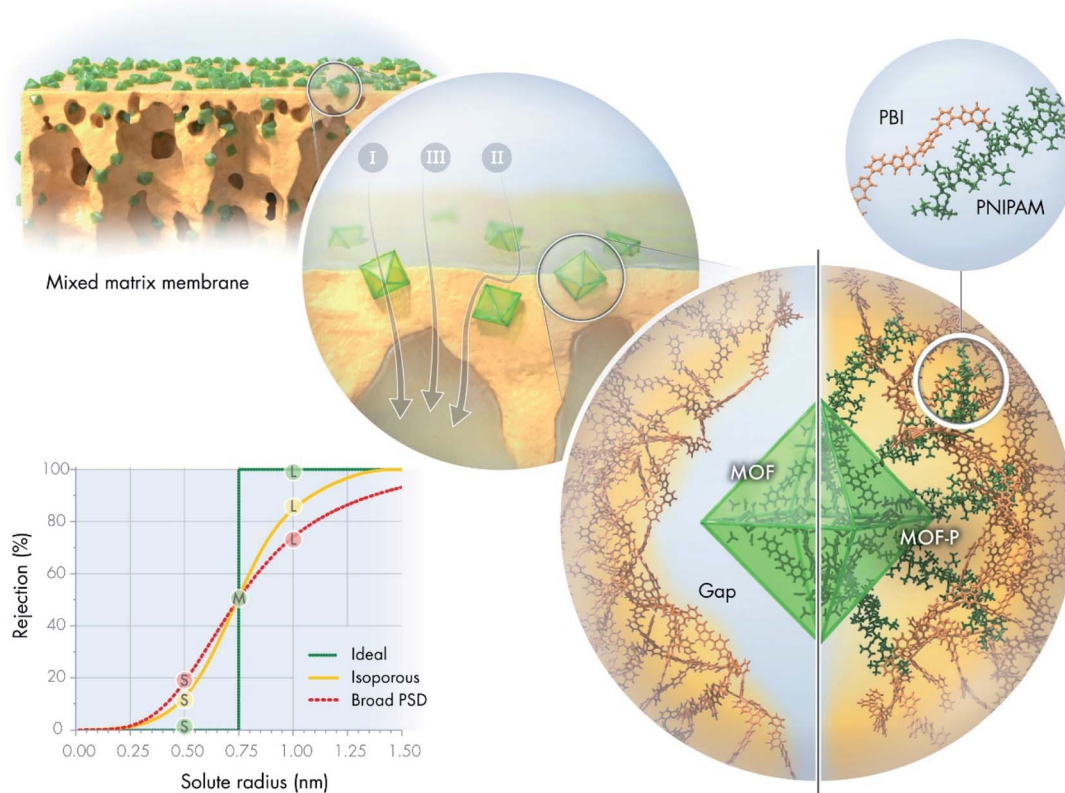 Mixed matrix membrane
I
III
II
PBI
PNIPAM
MOF
MOF-P
Gap
Rejection (%)
100
80
60
40
20
0
L
L
L
M
S
S
S
Ideal
Isoporous
Broad PSD
0.00 0.25 0.50 0.75 1.00 1.25 1.50
Solute radius (nm)